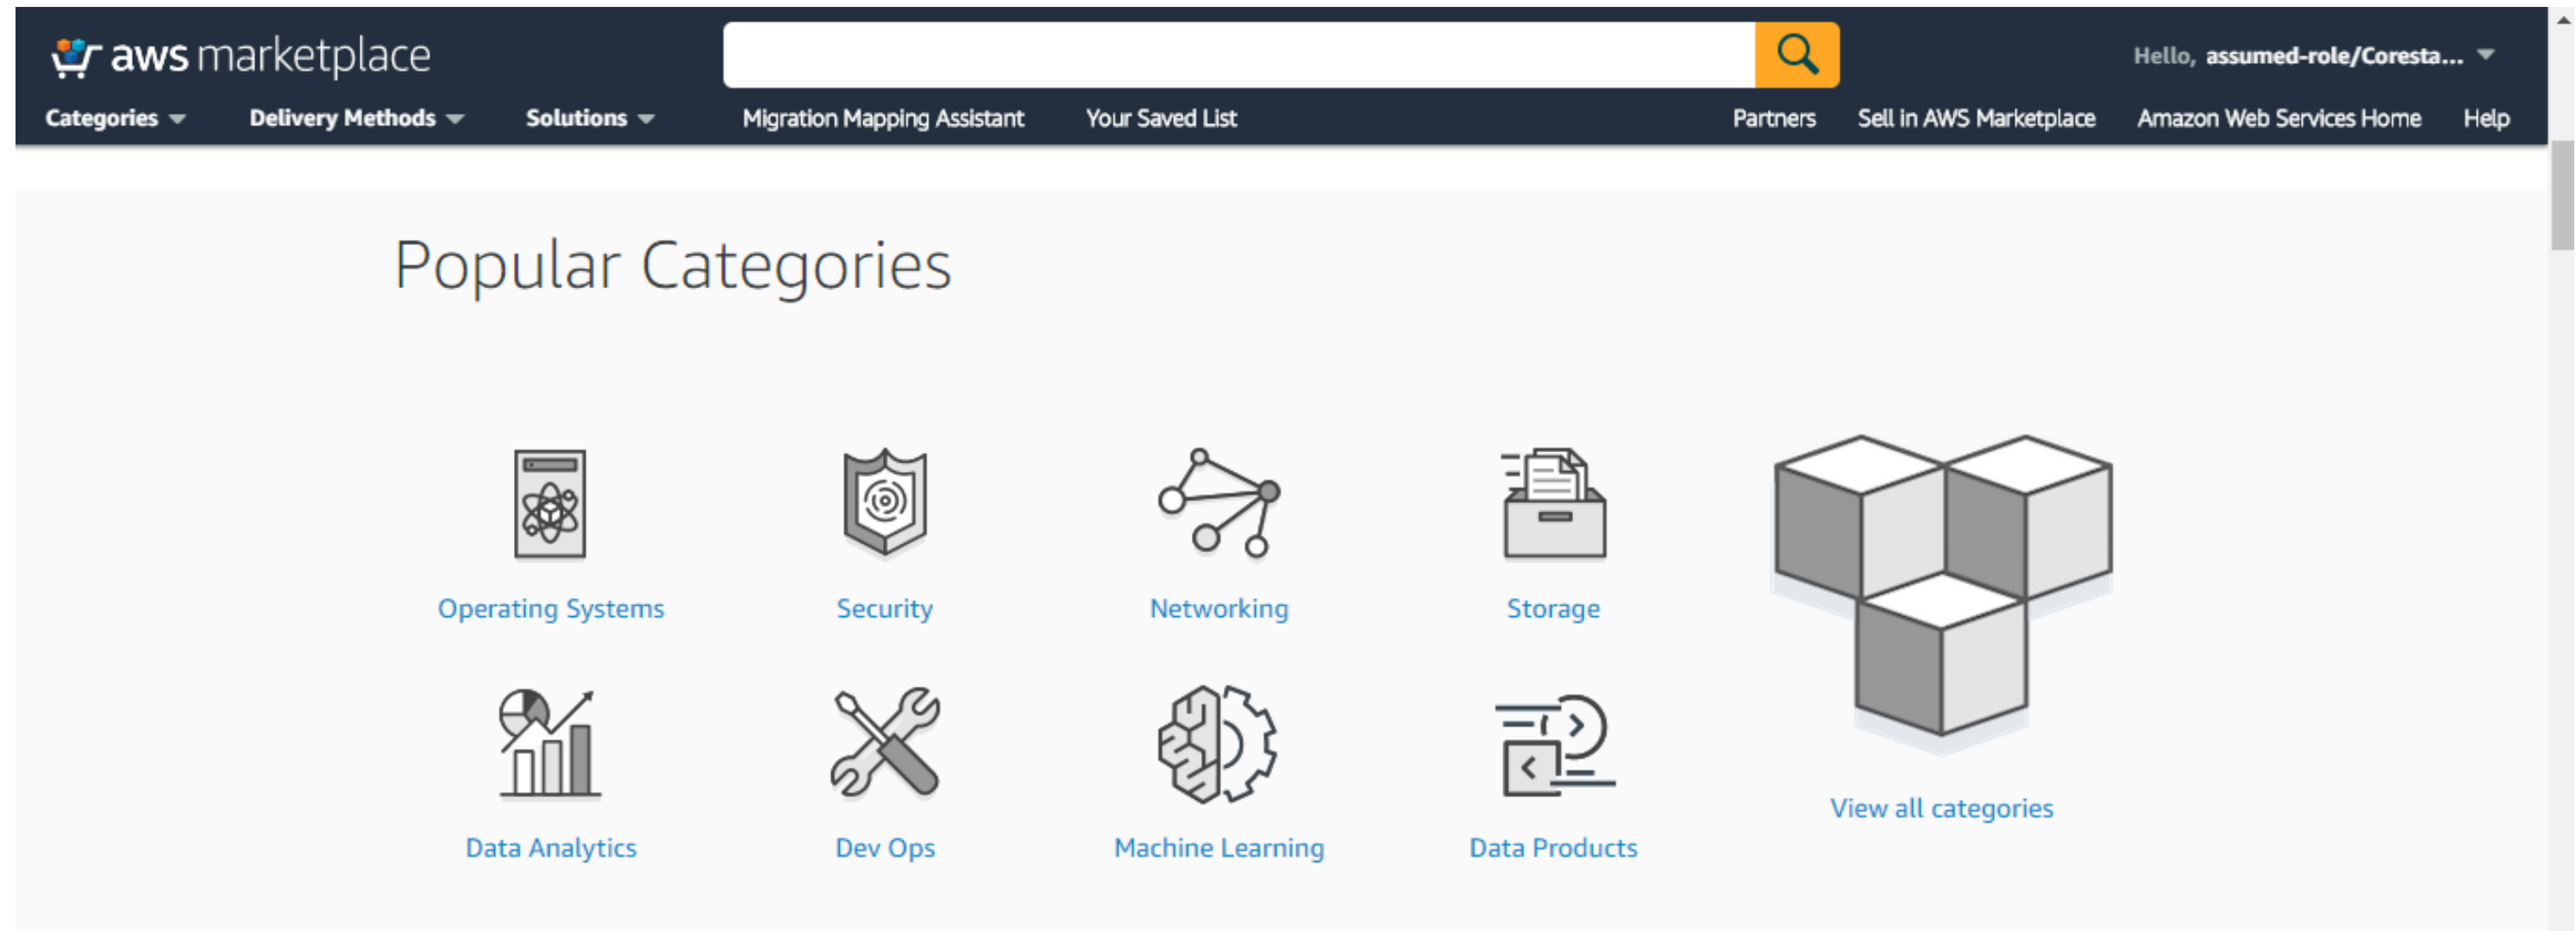 aws marketplace
Hello, assumed-role/Coresta...
Categories Delivery Methods Solutions Migration Mapping Assistant Your Saved List Partners Sell in AWS Marketplace Amazon Web Services Home Help
Popular Categories
Operating Systems Security Networking Storage
Data Analytics Dev Ops Machine Learning Data Products
View all categories